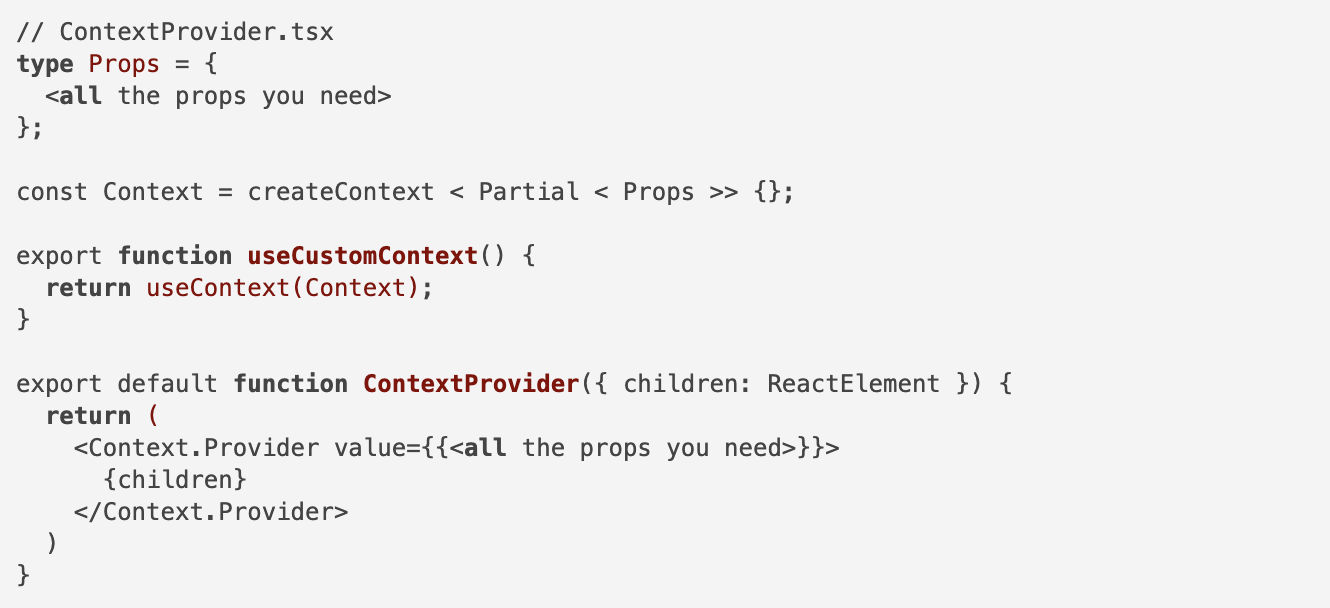 // ContextProvider.tsx
type Props = {
  <all the props you need>
};

const Context = createContext < Partial < Props >> {};

export function useCustomContext() {
  return useContext(Context);
}

export default function ContextProvider({ children: ReactElement }) {
  return (
    <Context.Provider value={{<all the props you need>}}>
      {children}
    </Context.Provider>
  )
}